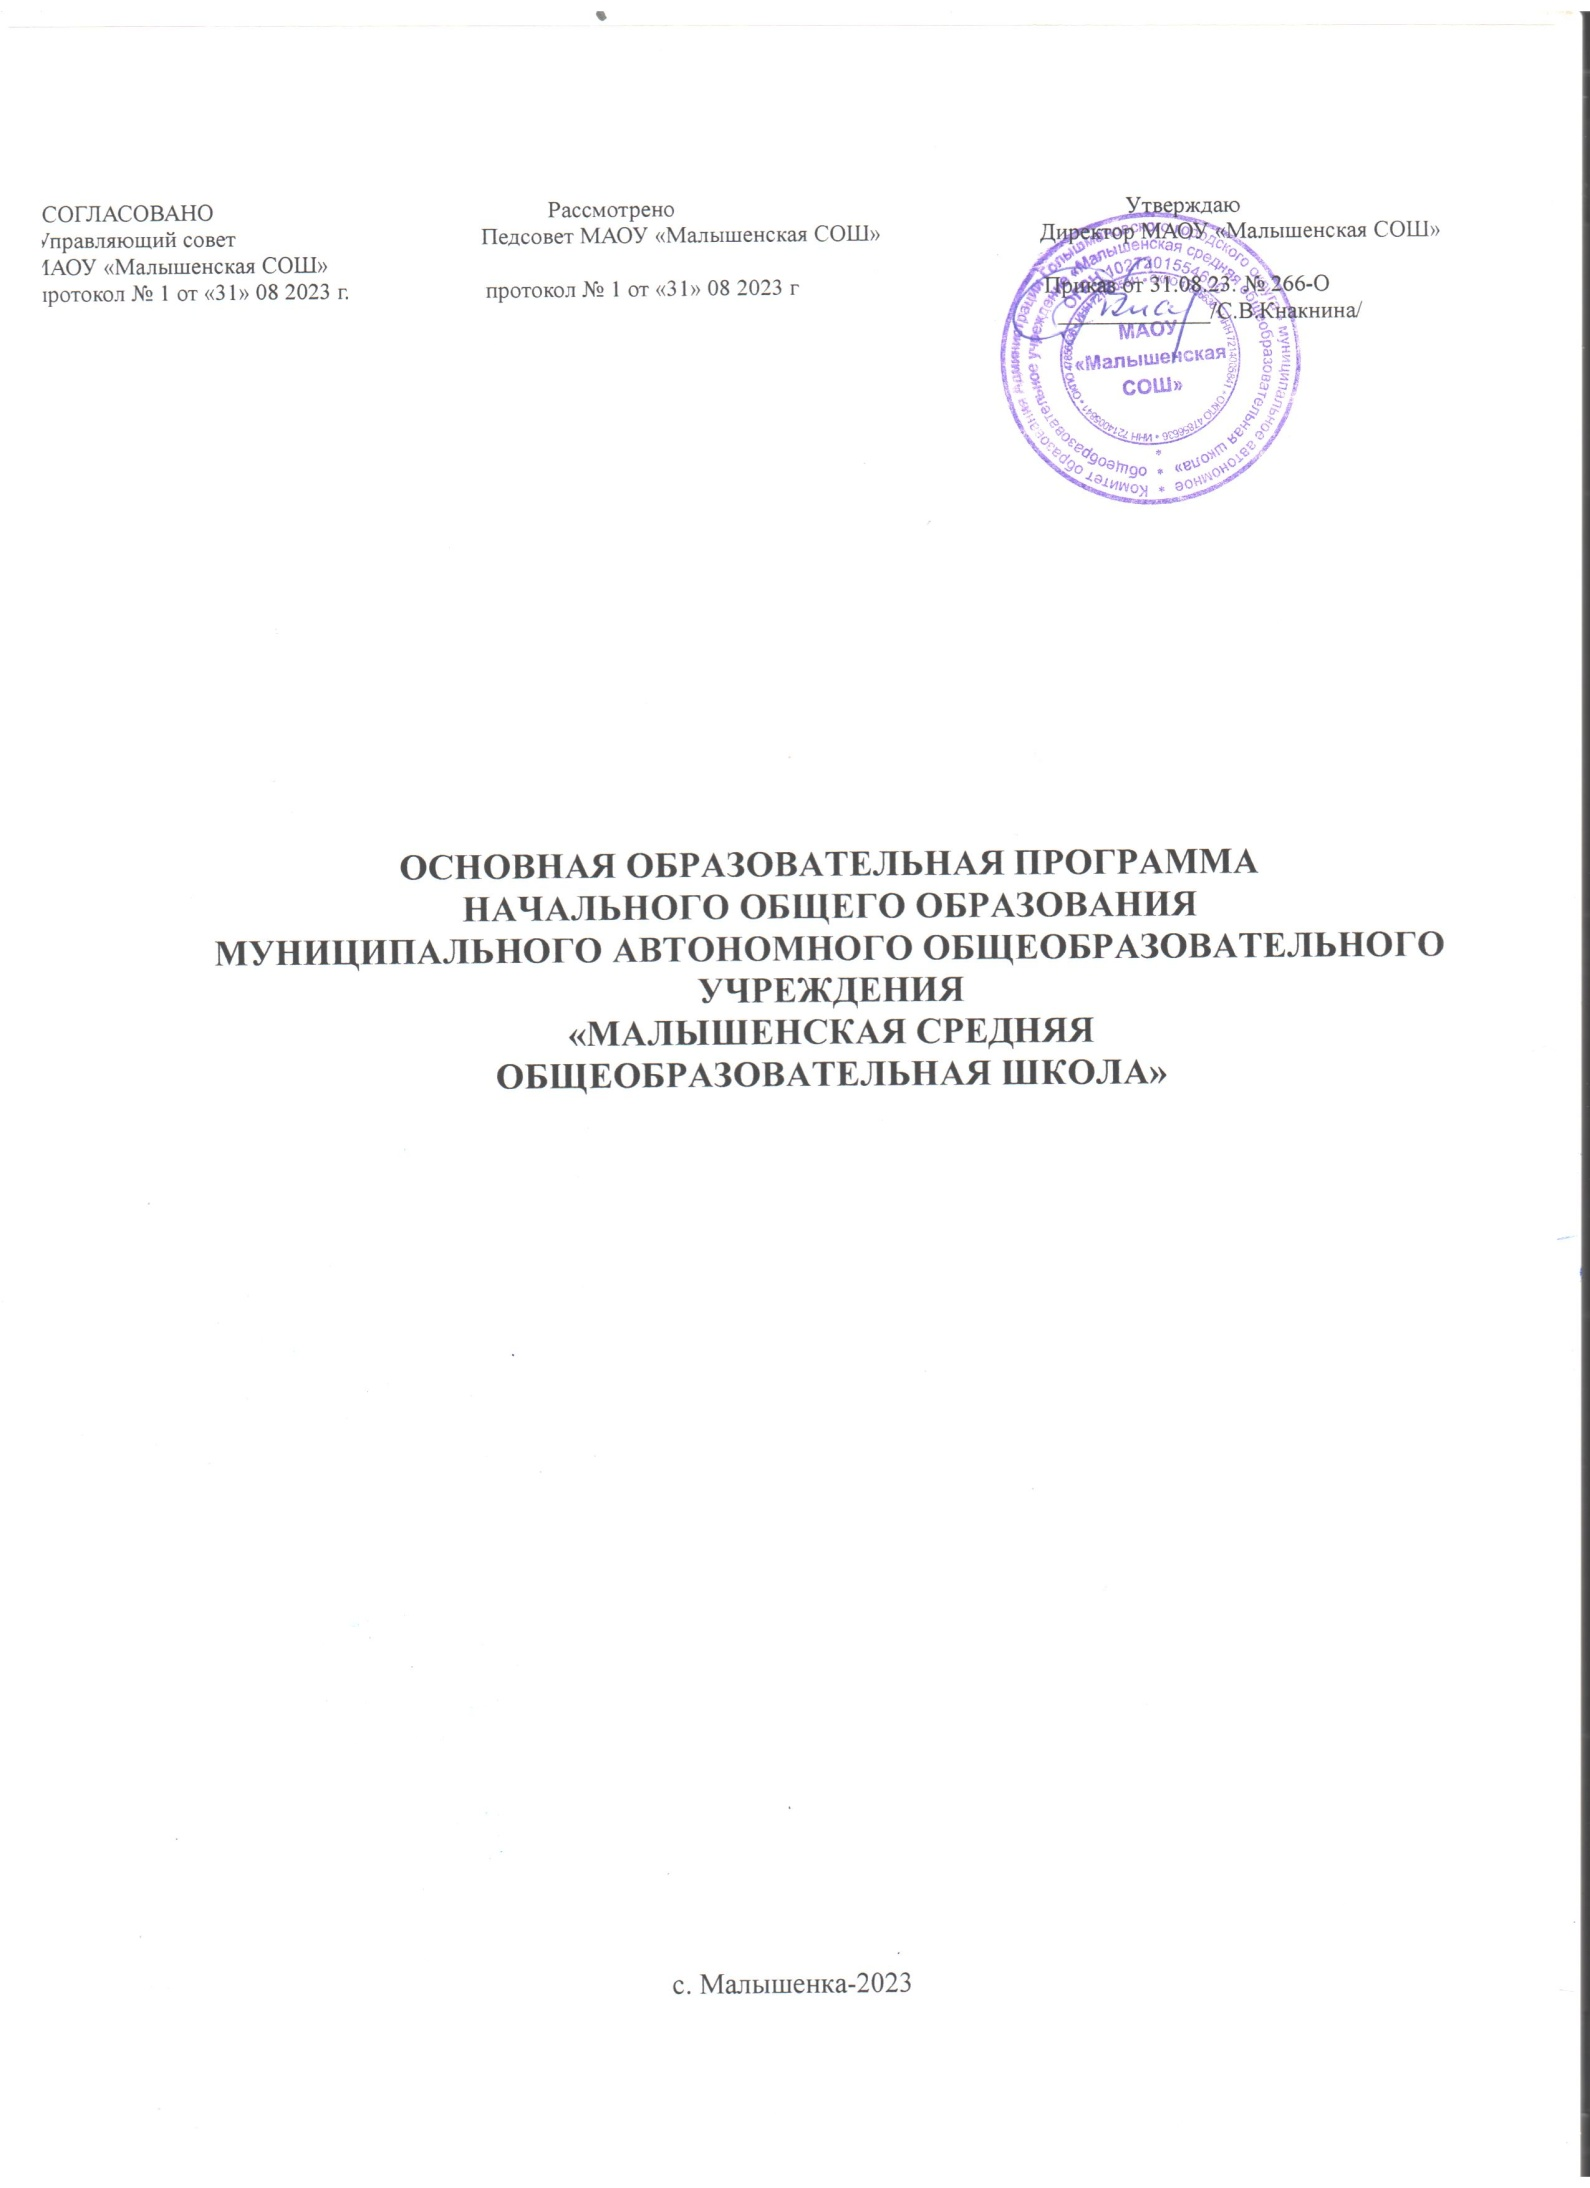 СОГЛАСОВАНО
Управляющий совет
МАОУ «Малышенская СОШ»
протокол № 1 от «31» 08 2023 г.
Рассмотрено
Педсовет МАОУ «Малышенская СОШ»
протокол № 1 от «31» 08 2023 г
Утверждаю
Директор МАОУ «Малышенская СОШ»
Приказ от 31.08.23. № 266-О
/С.В.Кнакнина/
МАОУ
«Малышенская
СОШ»
ОСНОВНАЯ ОБРАЗОВАТЕЛЬНАЯ ПРОГРАММА
НАЧАЛЬНОГО ОБЩЕГО ОБРАЗОВАНИЯ
МУНИЦИПАЛЬНОГО АВТОНОМНОГО ОБЩЕОБРАЗОВАТЕЛЬНОГО
УЧРЕЖДЕНИЯ
«МАЛЫШЕНСКАЯ СРЕДНЯЯ
ОБЩЕОБРАЗОВАТЕЛЬНАЯ ШКОЛА»
с. Малышенка-2023